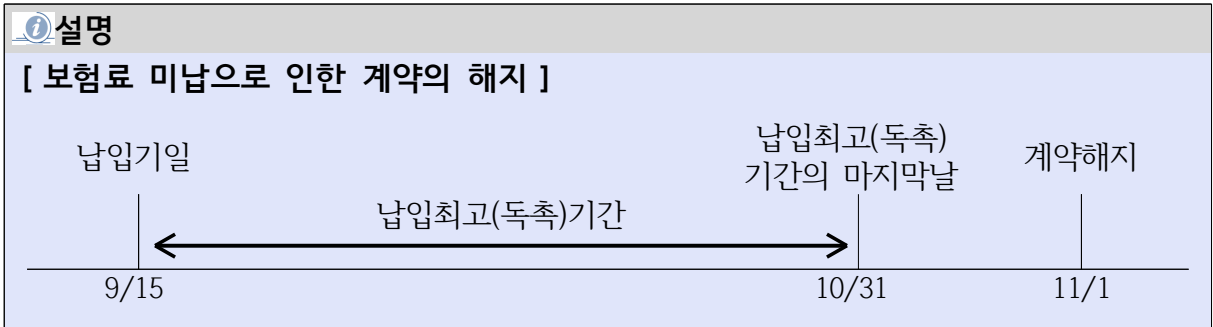 설명
[ 보험료 미납으로 인한 계약의 해지 ]
납입기일
납입최고(독촉)
기간의 마지막날
계약해지
납입최고(독촉)기간
9/15
10/31
11/1